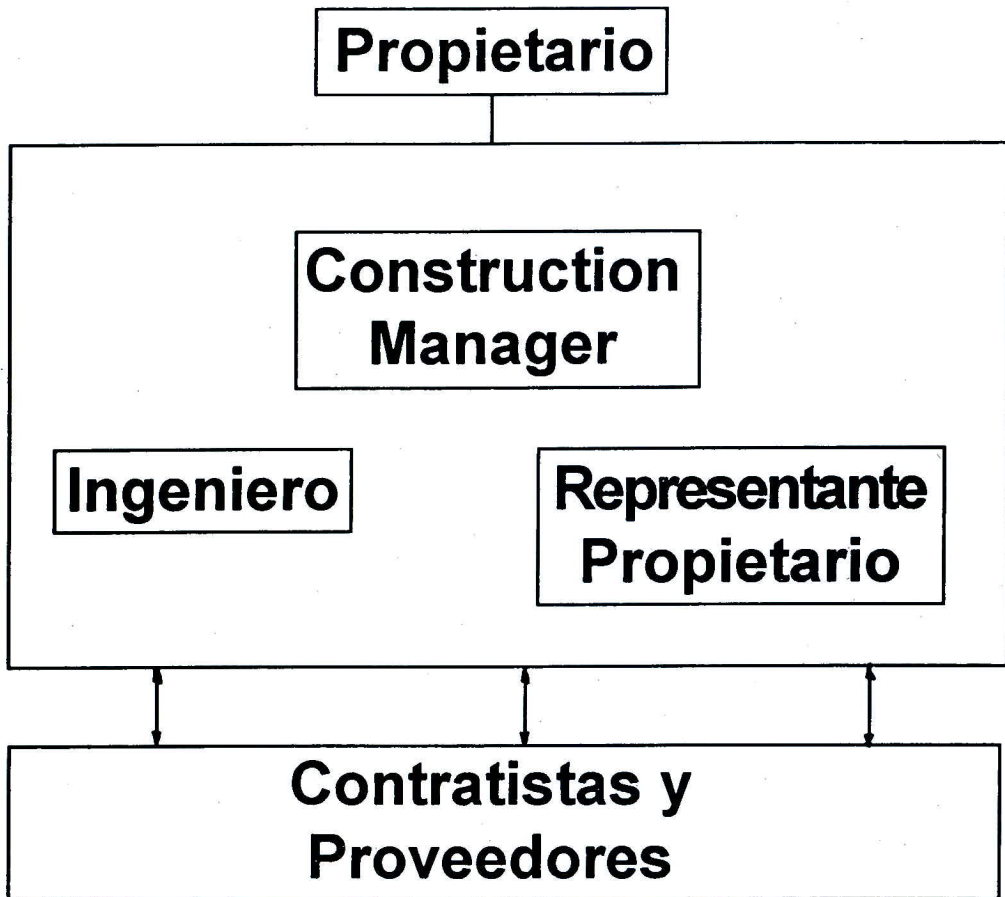 Propietario
Construction
Manager
Ingeniero
Representante
Propietario
Contratistas y
Proveedores